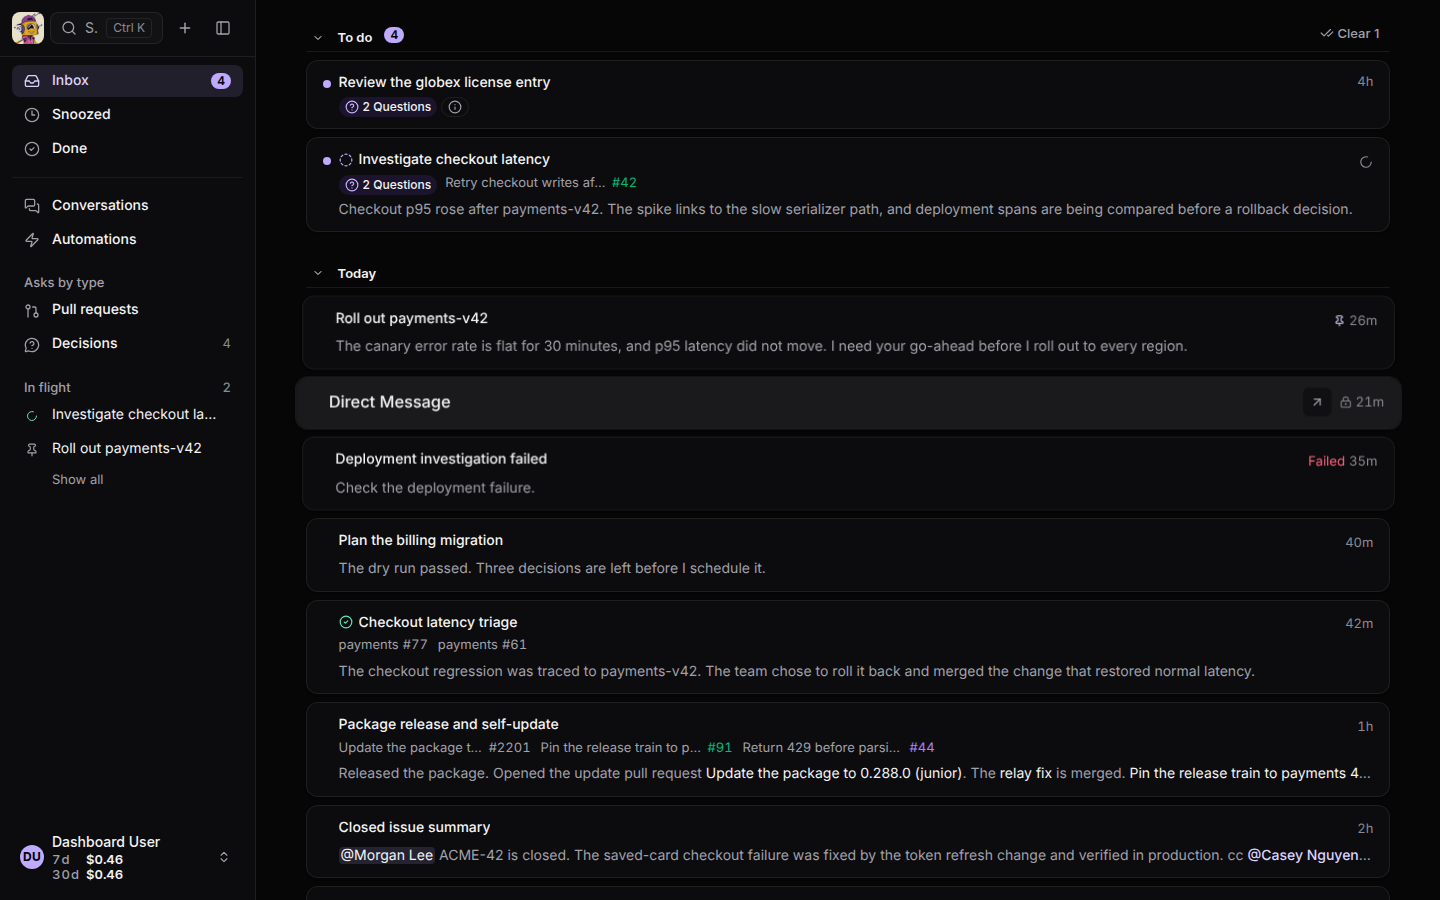 S. Ctrl K
Inbox 4
Snoozed
Done
Conversations
Automations
Asks by type
Pull requests
Decisions 4
In flight 2
Investigate checkout la...
Roll out payments-v42
Show all
DU Dashboard User
7d $0.46
30d $0.46
To do 4 Clear 1
Review the globex license entry 4h
2 Questions
Investigate checkout latency
2 Questions Retry checkout writes af... #42
Checkout p95 rose after payments-v42. The spike links to the slow serializer path, and deployment spans are being compared before a rollback decision.
Today
Roll out payments-v42 26m
The canary error rate is flat for 30 minutes, and p95 latency did not move. I need your go-ahead before I roll out to every region.
Direct Message 21m
Deployment investigation failed Failed 35m
Check the deployment failure.
Plan the billing migration 40m
The dry run passed. Three decisions are left before I schedule it.
Checkout latency triage 42m
payments #77 payments #61
The checkout regression was traced to payments-v42. The team chose to roll it back and merged the change that restored normal latency.
Package release and self-update 1h
Update the package t... #2201 Pin the release train to p... #91 Return 429 before parsi... #44
Released the package. Opened the update pull request Update the package to 0.288.0 (junior). The relay fix is merged. Pin the release train to payments 4...
Closed issue summary 2h
@Morgan Lee ACME-42 is closed. The saved-card checkout failure was fixed by the token refresh change and verified in production. cc @Casey Nguyen...